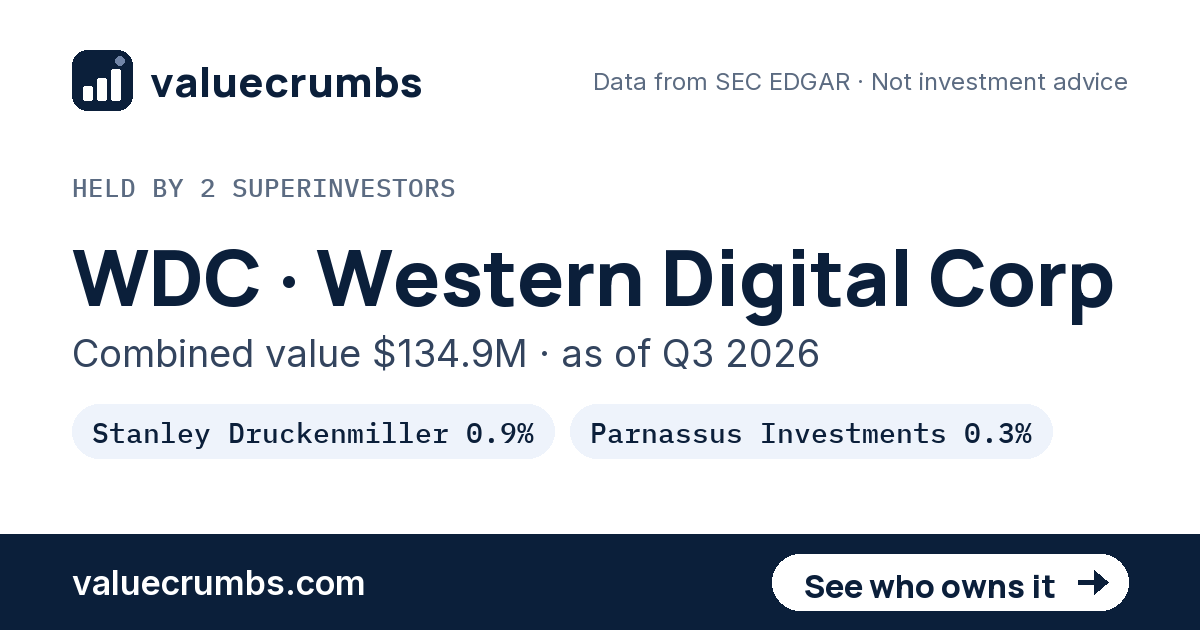 valuecrumbs
Data from SEC EDGAR · Not investment advice
HELD BY 2 SUPERINVESTORS
WDC · Western Digital Corp
Combined value $134.9M · as of Q3 2026
Stanley Druckenmiller 0.9%
Parnassus Investments 0.3%
valuecrumbs.com
See who owns it →